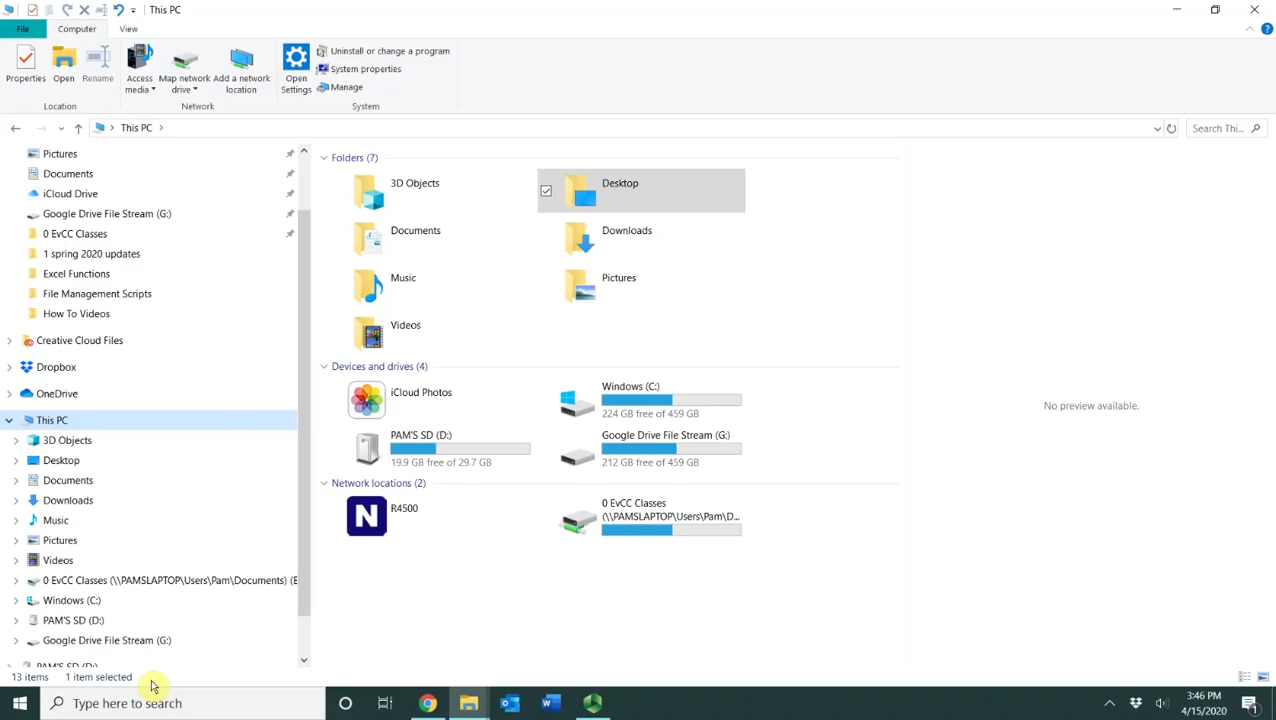 This PC
File
Computer
View
Properties
Open
Rename
Access media
Map network drive
Add a network location
Open Settings
Uninstall or change a program
System properties
Manage
Location
Network
System
This PC
Search Thi...
Pictures
Documents
iCloud Drive
Google Drive File Stream (G:)
0 EvCC Classes
1 spring 2020 updates
Excel Functions
File Management Scripts
How To Videos
Creative Cloud Files
Dropbox
OneDrive
This PC
3D Objects
Desktop
Documents
Downloads
Music
Pictures
Videos
0 EvCC Classes (\\PAMSLAPTOP\Users\Pam\Documents) (E
Windows (C:)
PAM'S SD (D:)
Google Drive File Stream (G:)
PAM'S SD (D:)
Folders (7)
3D Objects
Desktop
Documents
Downloads
Music
Pictures
Videos
Devices and drives (4)
iCloud Photos
Windows (C:)
224 GB free of 459 GB
PAM'S SD (D:)
19.9 GB free of 29.7 GB
Google Drive File Stream (G:)
212 GB free of 459 GB
Network locations (2)
N
R4500
0 EvCC Classes
(\\PAMSLAPTOP\Users\Pam\D...
No preview available.
13 items
1 item selected
Type here to search
3:46 PM
4/15/2020
1